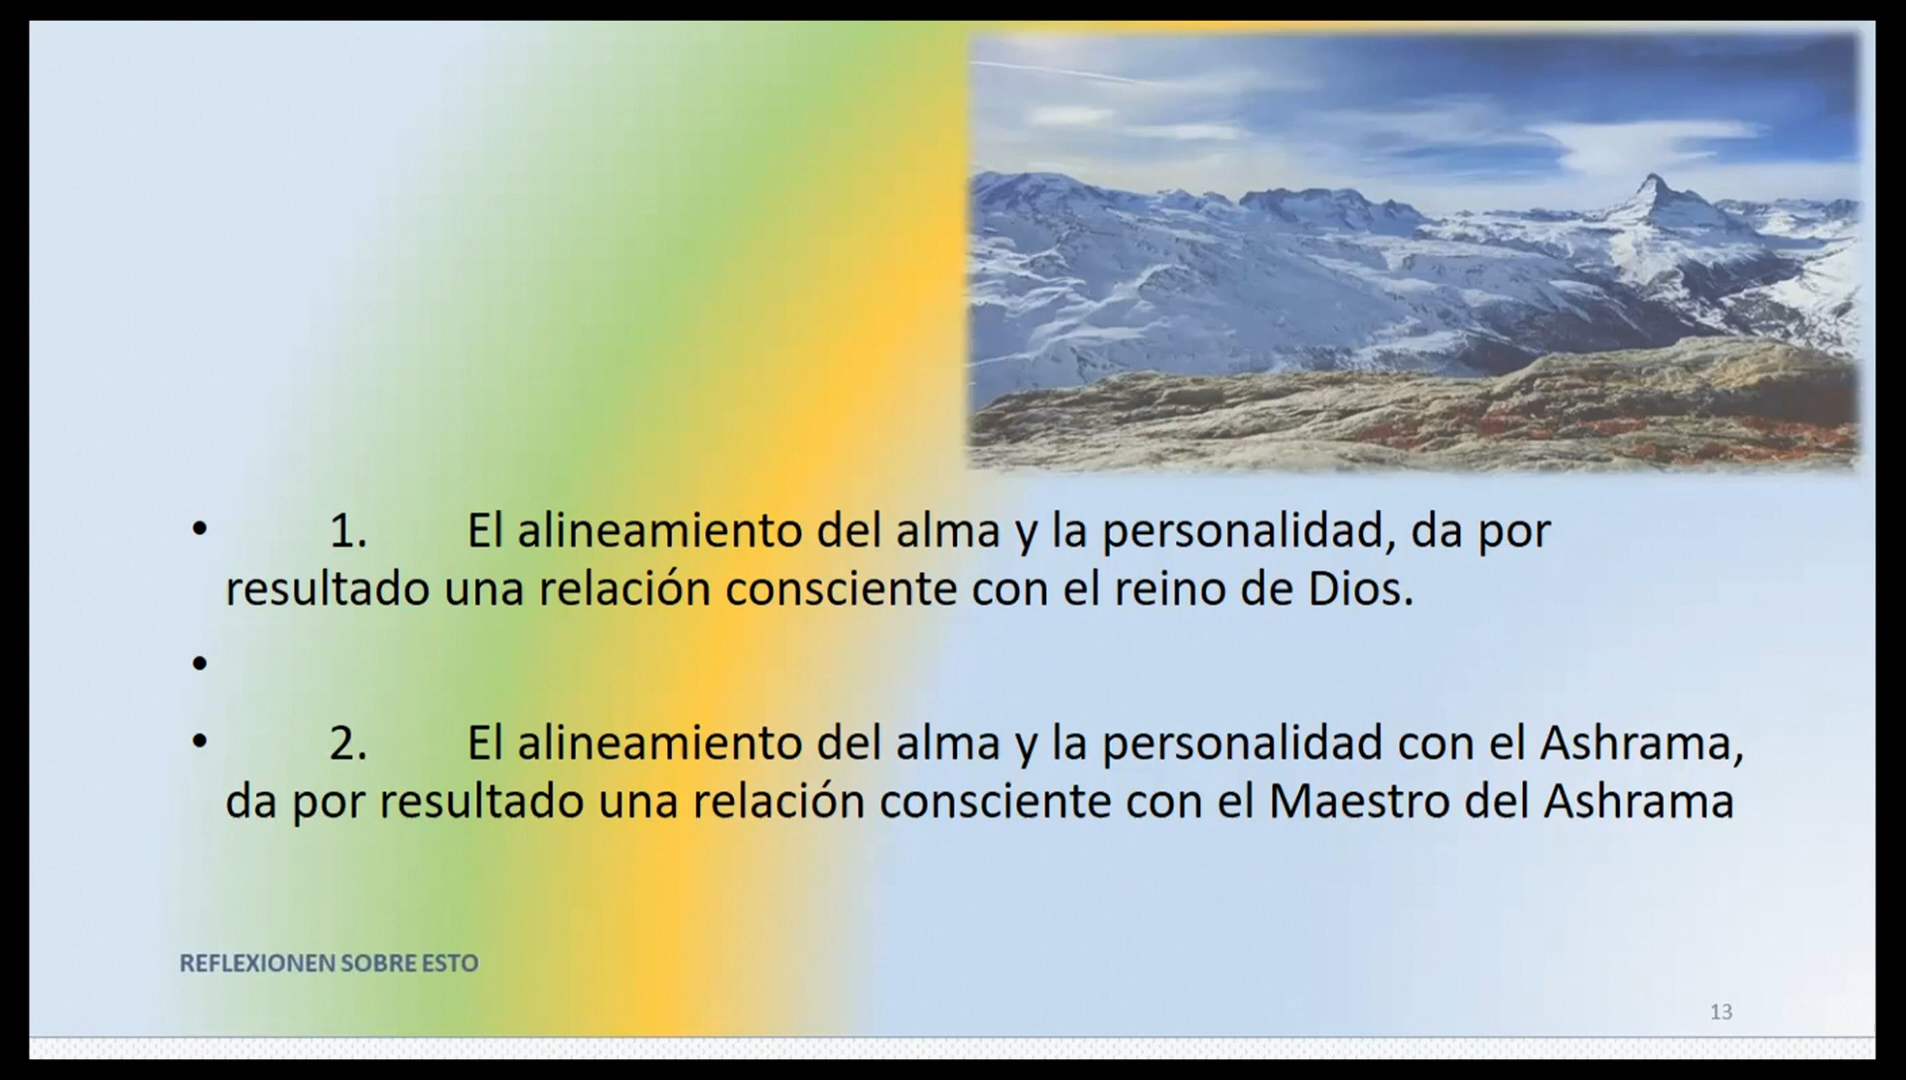 • 1. El alineamiento del alma y la personalidad, da por
resultado una relación consciente con el reino de Dios.
•
• 2. El alineamiento del alma y la personalidad con el Ashrama,
da por resultado una relación consciente con el Maestro del Ashrama
REFLEXIONEN SOBRE ESTO
13